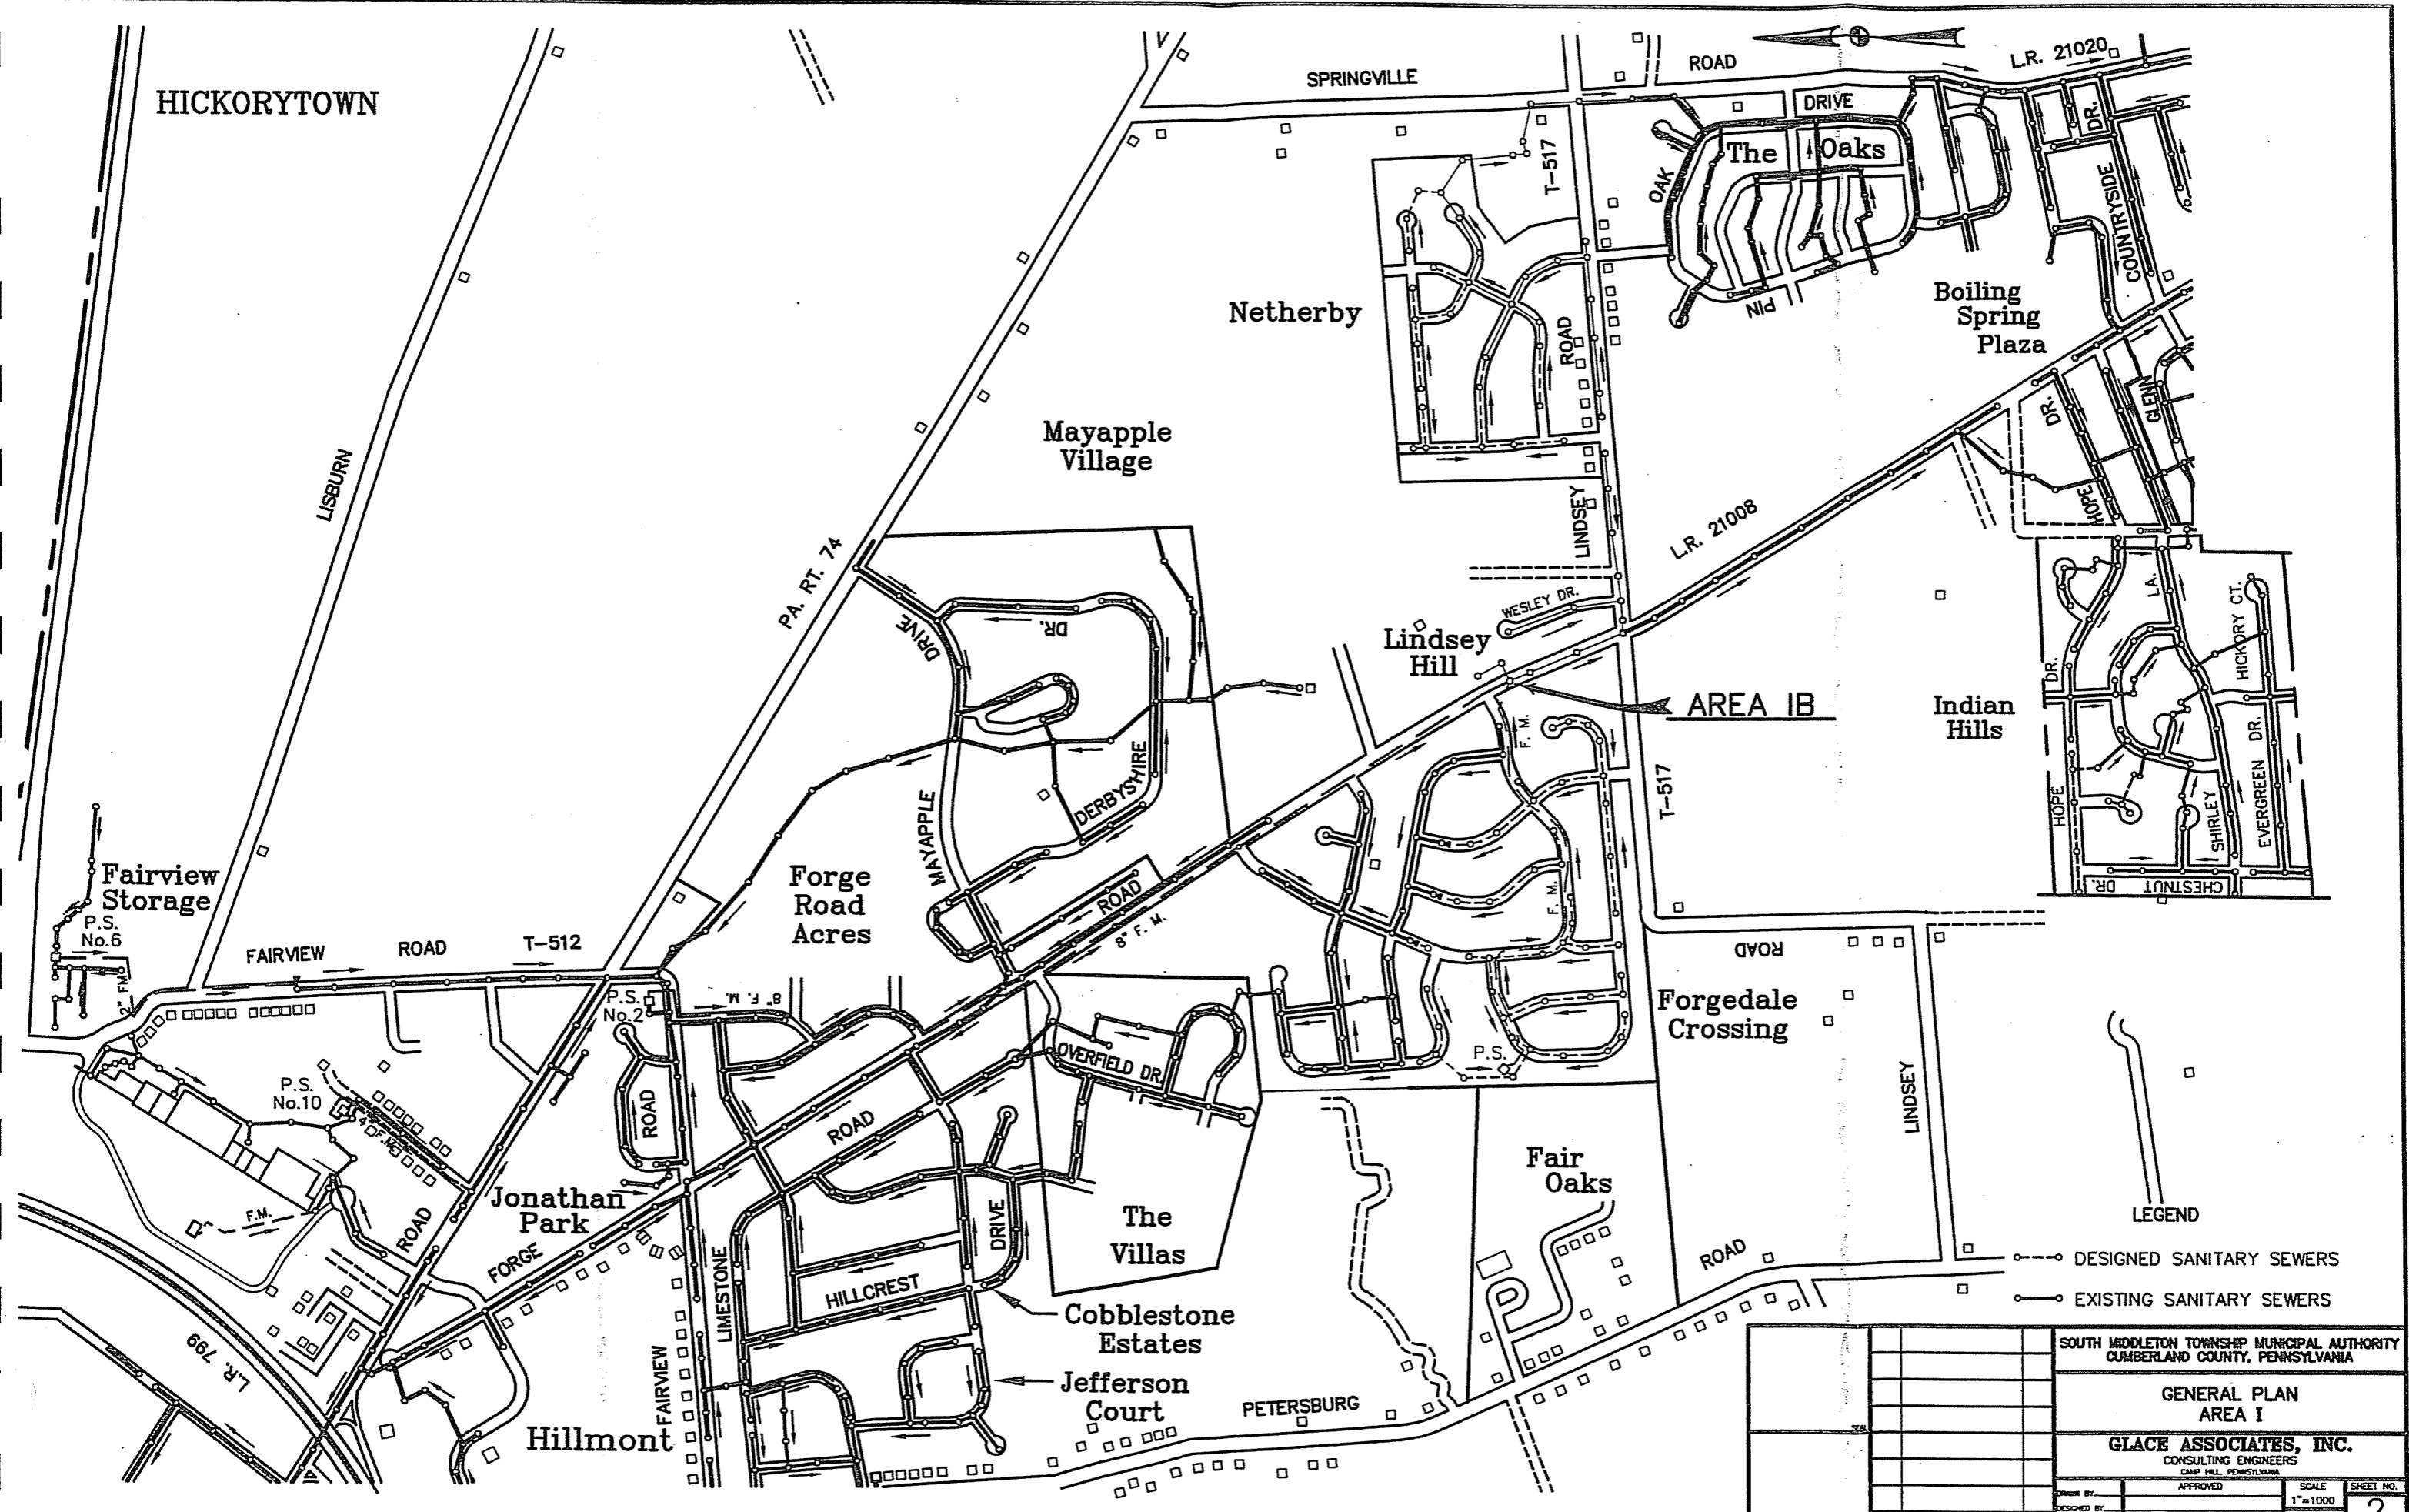 HICKORYTOWN
SPRINGVILLE
ROAD
L.R. 21020
DRIVE
DR.
The Oaks
OAK
T-517
COUNTRYSIDE
PIN
Netherby
ROAD
Boiling
Spring
Plaza
Mayapple
Village
LISBURN
DR.
GLENN
HOPE
LINDSEY
L.R. 21008
PA. RT. 74
DRIVE
DR.
WESLEY DR.
Lindsey
Hill
AREA IB
LA.
HICKORY CT.
DR.
Indian
Hills
F. M.
T-517
DERBYSHIRE
MAYAPPLE
HOPE
SHIRLEY
EVERGREEN DR.
CHESTNUT DR.
Fairview
Storage
P.S.
No.6
2" FM
FAIRVIEW ROAD T-512
Forge
Road
Acres
ROAD
8" F. M.
F. M.
ROAD
P.S.
No.2
8" F. M.
Forgedale
Crossing
P.S.
OVERFIELD DR.
P.S.
No.10
4" F.M.
ROAD
ROAD
LINDSEY
Fair
Oaks
Jonathan
Park
F.M.
ROAD
FORGE
LIMESTONE
DRIVE
The
Villas
HILLCREST
ROAD
LEGEND
DESIGNED SANITARY SEWERS
EXISTING SANITARY SEWERS
Cobblestone
Estates
L.R. 799
FAIRVIEW
Jefferson
Court
PETERSBURG
Hillmont
SOUTH MIDDLETON TOWNSHIP MUNICIPAL AUTHORITY
CUMBERLAND COUNTY, PENNSYLVANIA
GENERAL PLAN
AREA I
GLACE ASSOCIATES, INC.
CONSULTING ENGINEERS
CAMP HILL, PENNSYLVANIA
SEAL
DRAWN BY
APPROVED
SCALE
SHEET NO.
1"=1000
DESIGNED BY
2